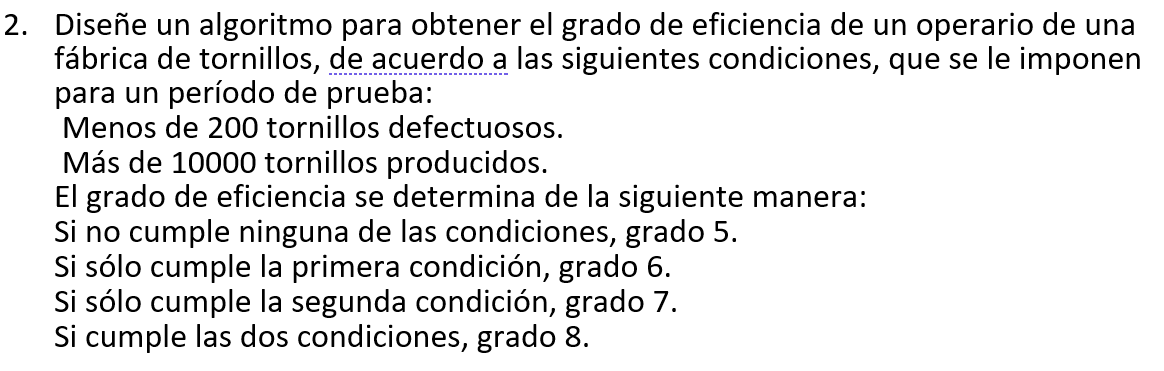 2. Diseñe un algoritmo para obtener el grado de eficiencia de un operario de una
fábrica de tornillos, de acuerdo a las siguientes condiciones, que se le imponen
para un período de prueba:
Menos de 200 tornillos defectuosos.
Más de 10000 tornillos producidos.
El grado de eficiencia se determina de la siguiente manera:
Si no cumple ninguna de las condiciones, grado 5.
Si sólo cumple la primera condición, grado 6.
Si sólo cumple la segunda condición, grado 7.
Si cumple las dos condiciones, grado 8.